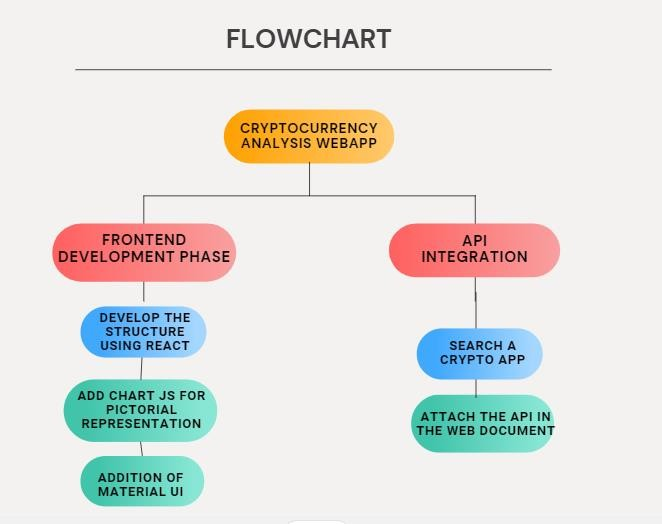 FLOWCHART
CRYPTOCURRENCY
ANALYSIS WEBAPP
FRONTEND
DEVELOPMENT PHASE
DEVELOP THE
STRUCTURE
USING REACT
ADD CHART JS FOR
PICTORIAL
REPRESENTATION
ADDITION OF
MATERIAL UI
API
INTEGRATION
SEARCH A
CRYPTO APP
ATTACH THE API IN
THE WEB DOCUMENT